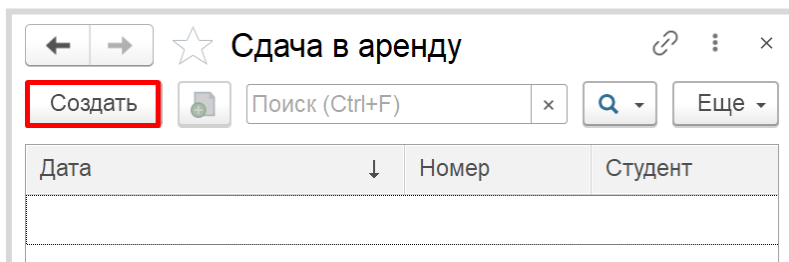 Сдача в аренду
Создать Поиск (Ctrl+F) Еще
Дата Номер Студент